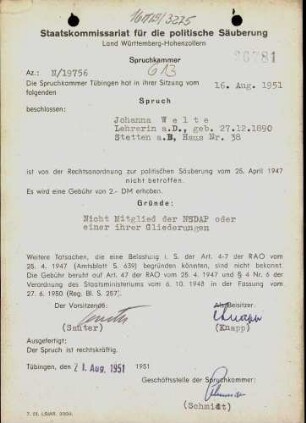 16019/3275
Staatskommissariat für die politische Säuberung
Land Württemberg-Hohenzollern
Spruchkammer
Az.: N/19756
613
Die Spruchkammer Tübingen hat in ihrer Sitzung vom 16. Aug. 1951
folgenden
Spruch
beschlossen:
Johanna W e l t e
Lehrerin a.D., geb. 27.12.1890
Stetten a.H, Haus Nr. 38
ist von der Rechtsanordnung zur politischen Säuberung vom 25. April 1947
nicht betroffen.
Es wird eine Gebühr von 2.- DM erhoben.
Gründe:
Nicht Mitglied der NSDAP oder
einer ihrer Gliederungen
Weitere Tatsachen, die eine Belastung i. S. der Art. 4-7 der RAO vom
25. 4. 1947 (Amtsblatt S. 639) begründen könnten, sind nicht bekannt.
Die Gebühr beruht auf Art. 47 der RAO vom 25. 4. 1947 und § 4 Nr. 6 der
Verordnung des Staatsministeriums vom 6. 10. 1948 in der Fassung vom
27. 6. 1950 (Reg. Bl. S. 257).
Der Vorsitzende:
Als Beisitzer:
(Sauter)
(Knapp)
Ausgefertigt:
Der Spruch ist rechtskräftig.
Tübingen, den 21. Aug. 1951 1951
Geschäftsstelle der Spruchkammer:
(Schmidt)